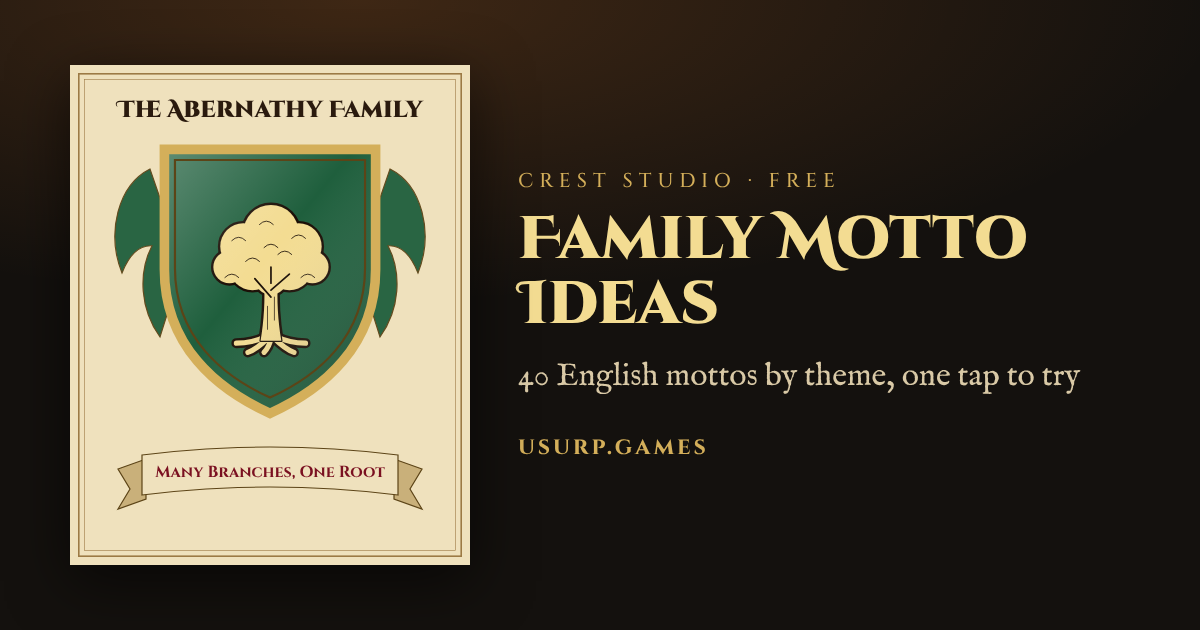 The Abernathy Family
Many Branches, One Root
CREST STUDIO · FREE
Family Motto
Ideas
40 English mottos by theme, one tap to try
USURP.GAMES